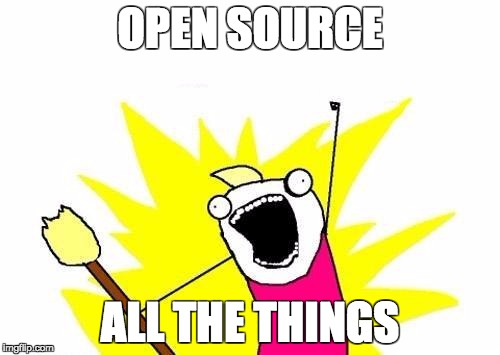 OPEN SOURCE
ALL THE THINGS
imgflip.com